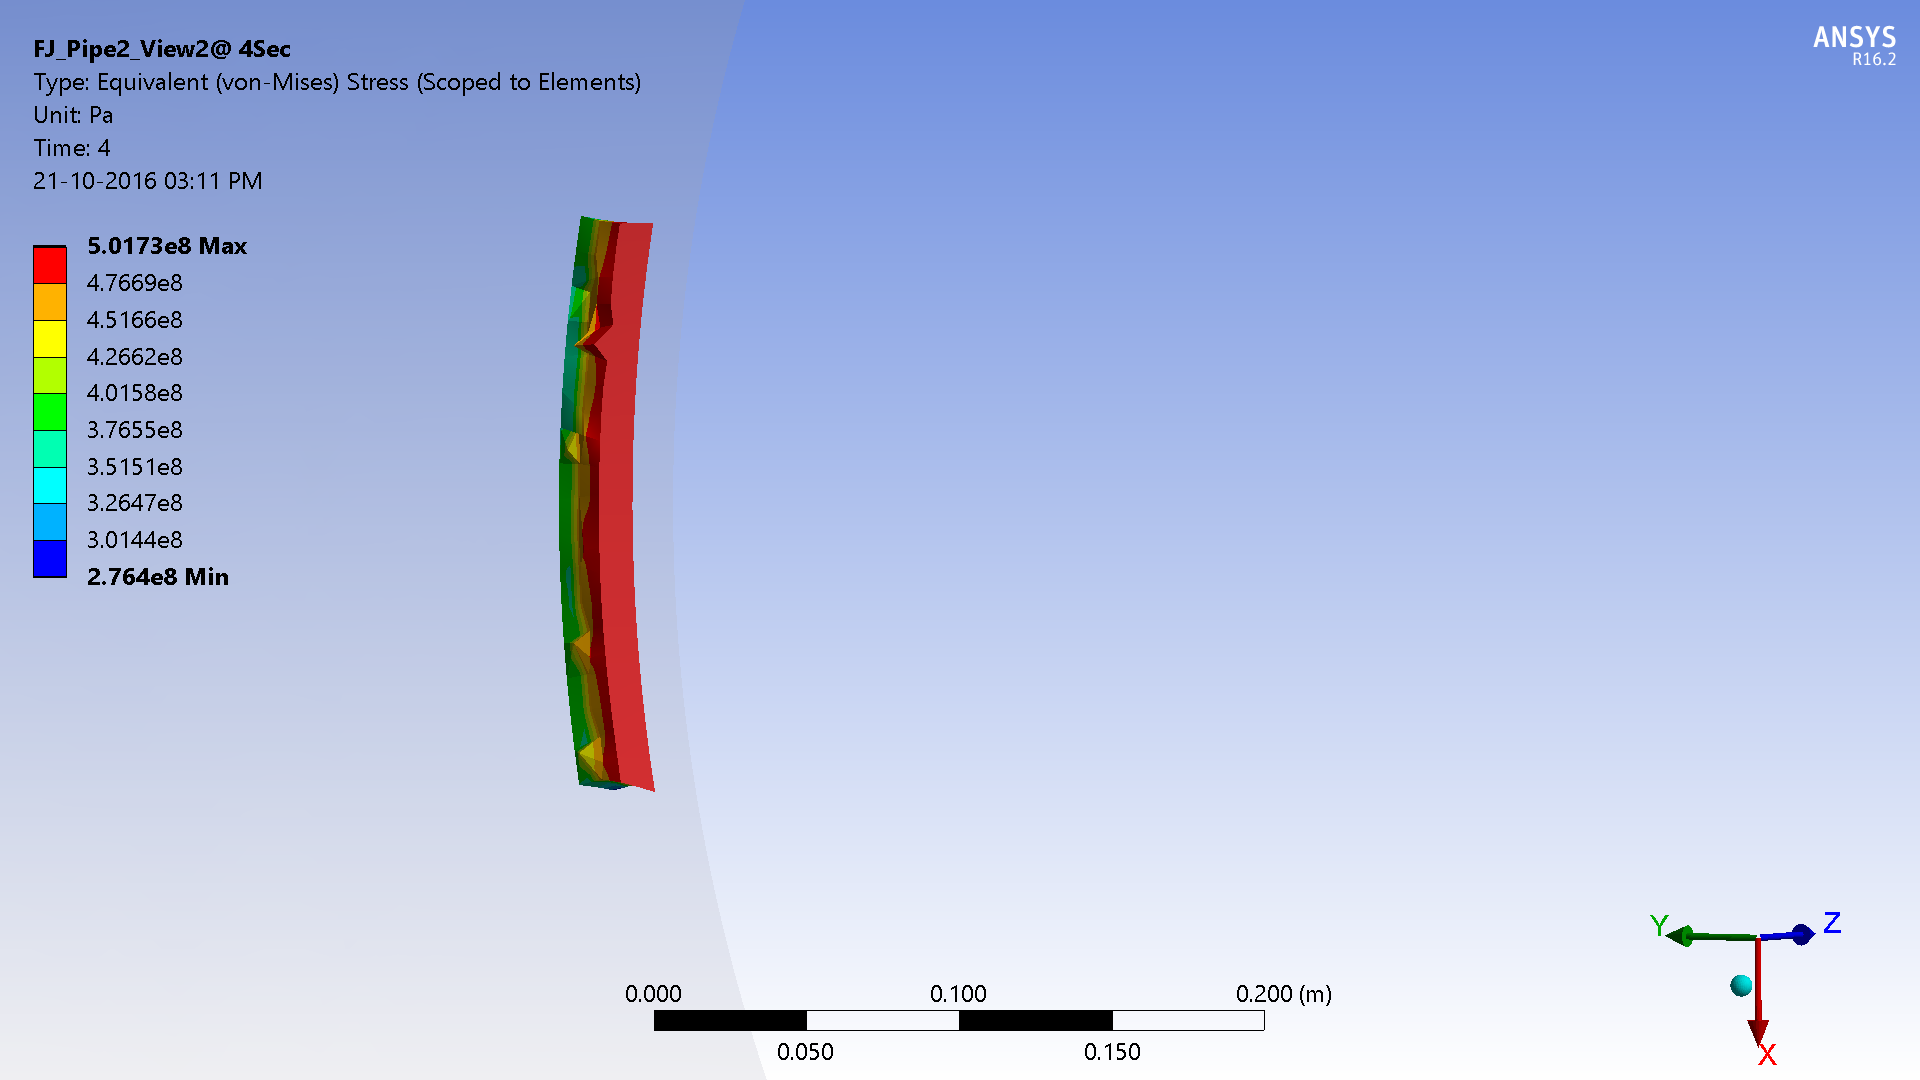 FJ_Pipe2_View2@ 4Sec
Type: Equivalent (von-Mises) Stress (Scoped to Elements)
Unit: Pa
Time: 4
21-10-2016 03:11 PM
ANSYS
R16.2
5.0173e8 Max
4.7669e8
4.5166e8
4.2662e8
4.0158e8
3.7655e8
3.5151e8
3.2647e8
3.0144e8
2.764e8 Min
0.000
0.100
0.200 (m)
0.050
0.150
Y
Z
X